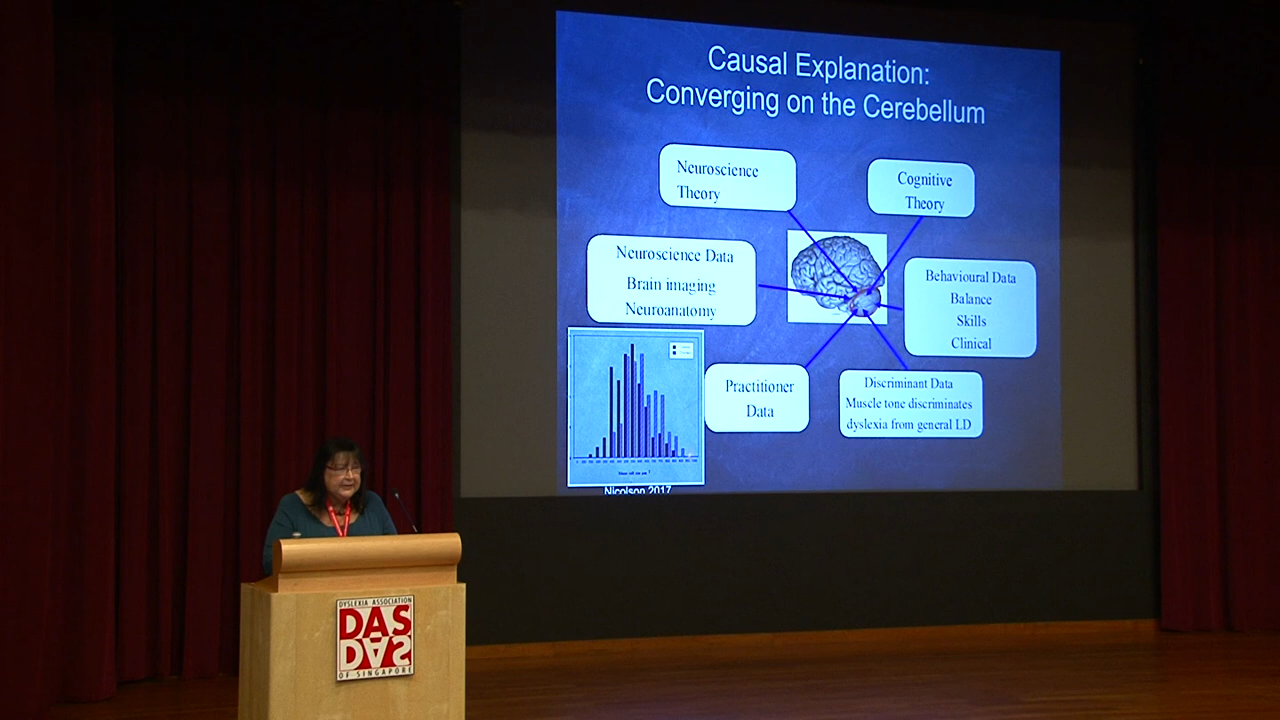 Causal Explanation:
Converging on the Cerebellum
Neuroscience
Theory
Cognitive
Theory
Neuroscience Data
Brain imaging
Neuroanatomy
Behavioural Data
Balance
Skills
Clinical
Practitioner
Data
Discriminant Data
Muscle tone discriminates
dyslexia from general LD
Nicolson 2017
DYSLEXIA ASSOCIATION
DAS
DAS
OF SINGAPORE